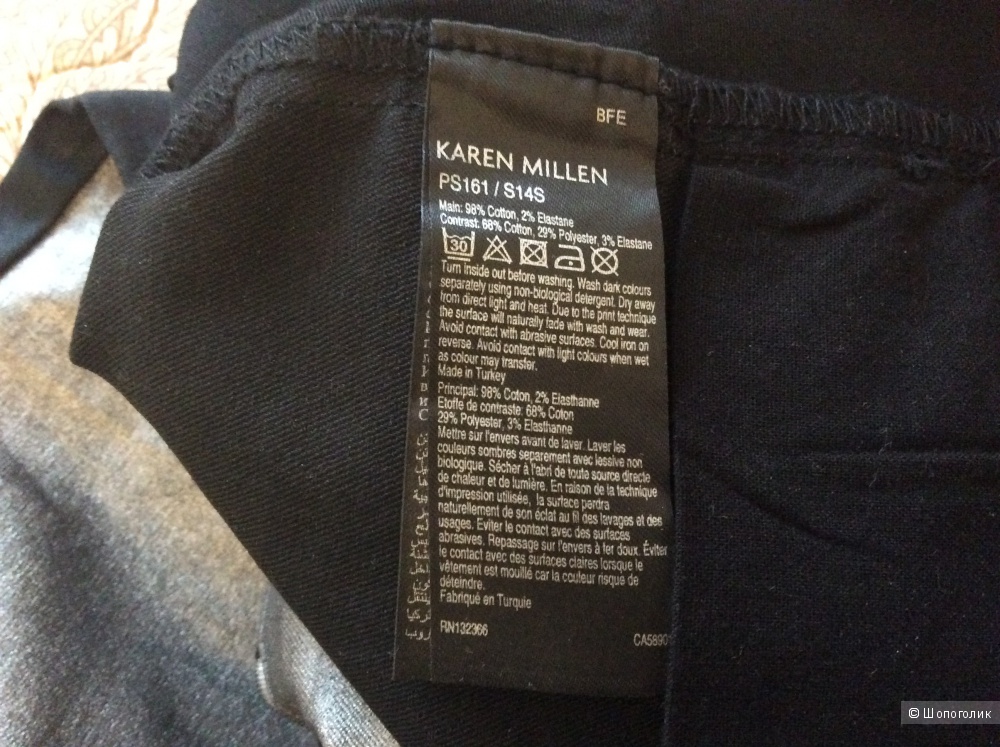 BFE
KAREN MILLEN
PS161 / S14S
Main: 98% Cotton, 2% Elastane
Contrast: 68% Cotton, 29% Polyester, 3% Elastane
30
Turn inside out before washing. Wash dark colours
separately using non-biological detergent. Dry away
from direct light and heat. Due to the print technique
the surface will naturally fade with wash and wear.
Avoid contact with abrasive surfaces. Cool iron on
reverse. Avoid contact with light colours when wet
as colour may transfer.
Made in Turkey
Principal: 98% Coton, 2% Elasthanne
Etoffe de contraste: 68% Coton
29% Polyester, 3% Elasthanne
Mettre sur l'envers avant de laver. Laver les
couleurs sombres separement avec lessive non
biologique. Sécher à l'abri de toute source directe
de chaleur et de lumière. En raison de la technique
d'impression utilisée, la surface perdra
naturellement de son éclat au fil des lavages et des
usages. Eviter le contact avec des surfaces
abrasives. Repassage sur l'envers à fer doux. Éviter
le contact avec des surfaces claires lorsque le
vêtement est mouillé car la couleur risque de
déteindre.
Fabriqué en Turquie
RN132366
CA5890
© Шопоголик